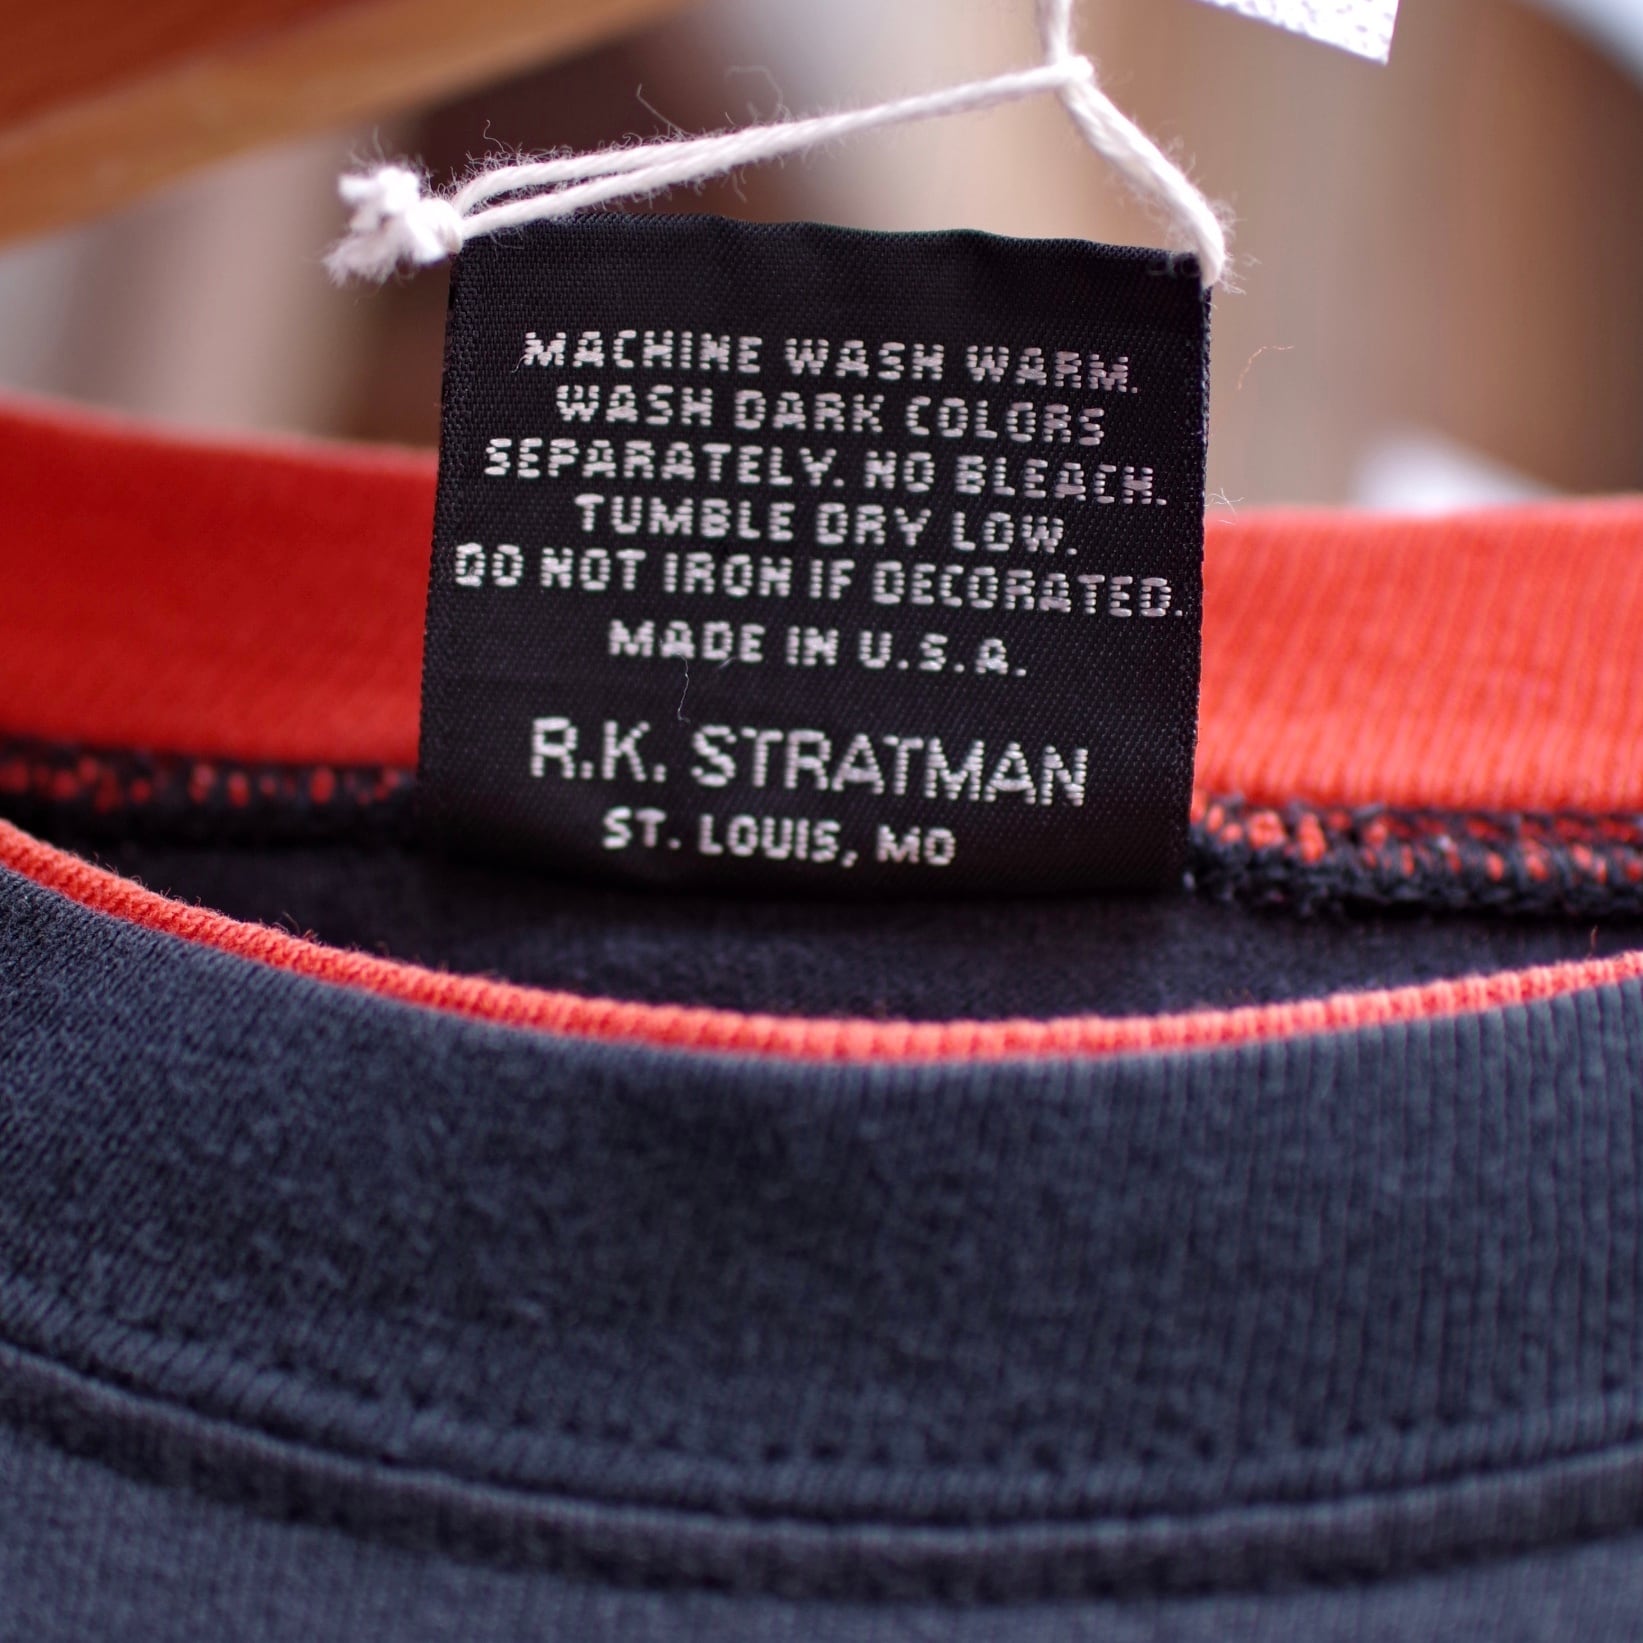 MACHINE WASH WARM.
WASH DARK COLORS
SEPARATELY. NO BLEACH.
TUMBLE DRY LOW.
DO NOT IRON IF DECORATED.
MADE IN U.S.A.
R.K. STRATMAN
ST. LOUIS, MO